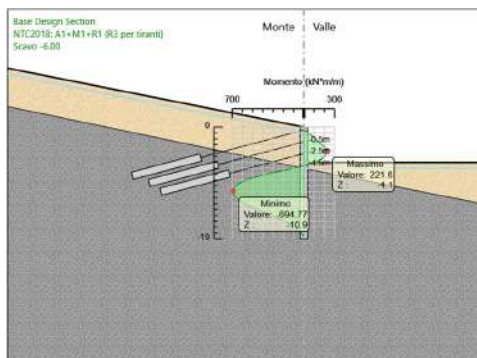 Base Design Section
NTC2018: A1+M1+R1 (R3 per tiranti)
Scavo -6.00
Monte
Valle
Momento (kN*m/m)
700
300
0
-0.5m
-2.5m
-4.5m
Massimo
Valore: 221.6
Z -4.1
Minimo
Valore: -694.77
Z -10.9
-10